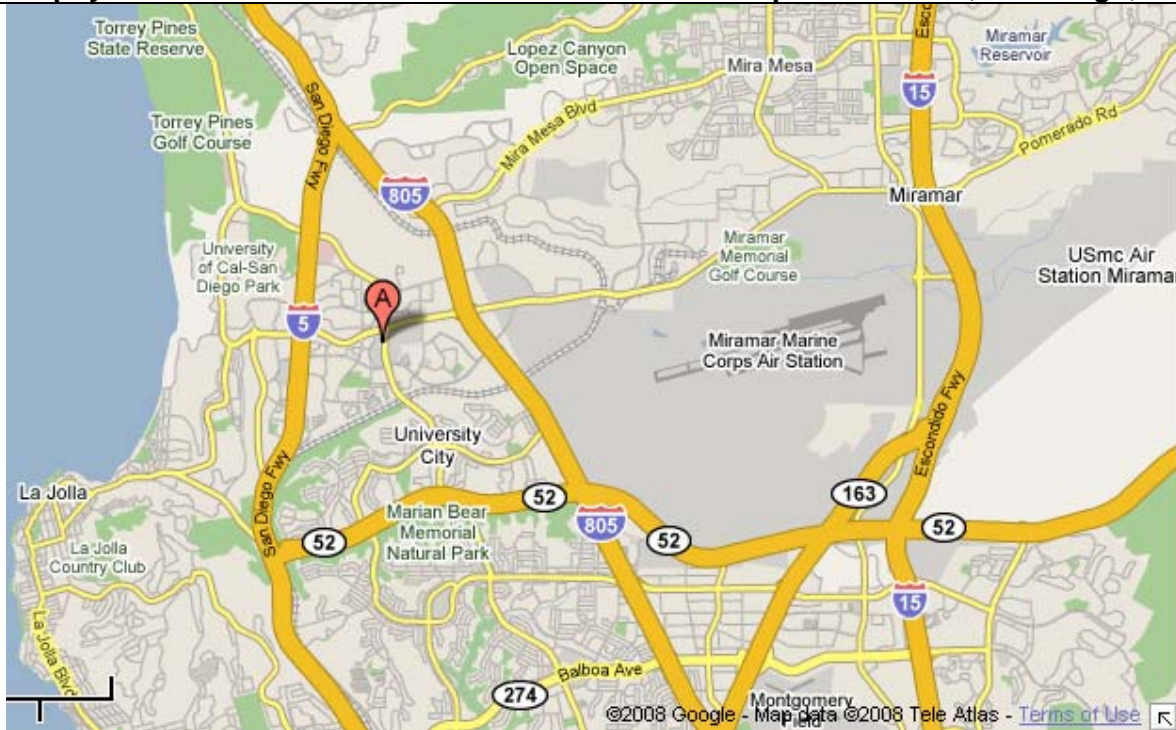 Torrey Pines
State Reserve
Lopez Canyon
Open Space
Mira Mesa
Miramar
Reservoir
15
San Diego Fwy
Torrey Pines
Golf Course
Mira Mesa Blvd
Pomerado Rd
805
Miramar
University
of Cal-San
Diego Park
Miramar
Memorial
Golf Course
USmc Air
Station Miramar
A
5
Miramar Marine
Corps Air Station
Escondido Fwy
University
City
La Jolla
San Diego Fwy
52
163
Marian Bear
Memorial
Natural Park
805
52
52
52
La Jolla
Country Club
15
La Jolla Blvd
Balboa Ave
274
Montgomery
Field
©2008 Google - Map data ©2008 Tele Atlas - Terms of Use